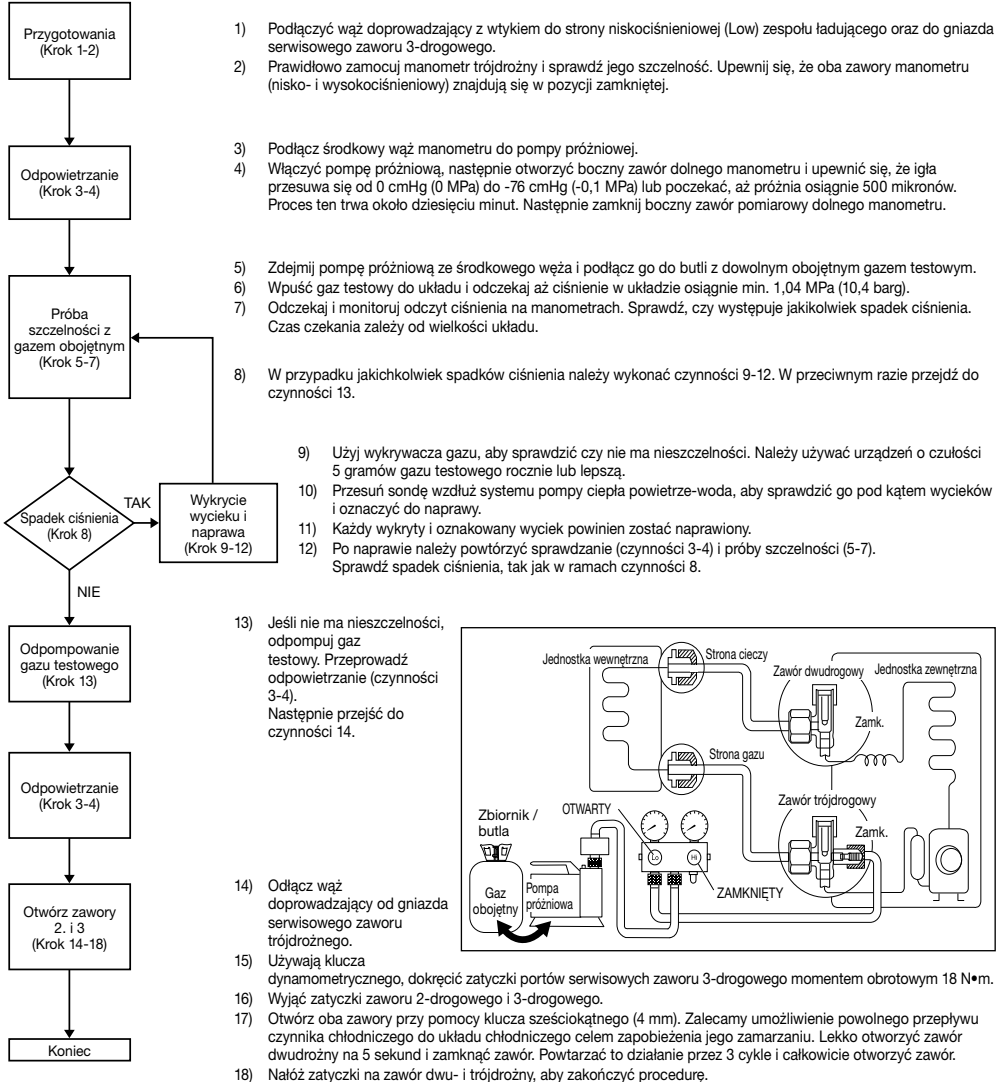 Przygotowania
(Krok 1-2)
1) Podłączyć wąż doprowadzający z wtykiem do strony niskociśnieniowej (Low) zespołu ładującego oraz do gniazda
serwisowego zaworu 3-drogowego.
2) Prawidłowo zamocuj manometr trójdrożny i sprawdź jego szczelność. Upewnij się, że oba zawory manometru
(nisko- i wysokociśnieniowy) znajdują się w pozycji zamkniętej.
Odpowietrzanie
(Krok 3-4)
3) Podłącz środkowy wąż manometru do pompy próżniowej.
4) Włączyć pompę próżniową, następnie otworzyć boczny zawór dolnego manometru i upewnić się, że igła
przesuwa się od 0 cmHg (0 MPa) do -76 cmHg (-0,1 MPa) lub poczekać, aż próżnia osiągnie 500 mikronów.
Proces ten trwa około dziesięciu minut. Następnie zamknij boczny zawór pomiarowy dolnego manometru.
Próba
szczelności z
gazem obojętnym
(Krok 5-7)
5) Zdejmij pompę próżniową ze środkowego węża i podłącz go do butli z dowolnym obojętnym gazem testowym.
6) Wpuść gaz testowy do układu i odczekaj aż ciśnienie w układzie osiągnie min. 1,04 MPa (10,4 barg).
7) Odczekaj i monitoruj odczyt ciśnienia na manometrach. Sprawdź, czy występuje jakikolwiek spadek ciśnienia.
Czas czekania zależy od wielkości układu.
8) W przypadku jakichkolwiek spadków ciśnienia należy wykonać czynności 9-12. W przeciwnym razie przejdź do
czynności 13.
Spadek ciśnienia
(Krok 8)
TAK
NIE
Wykrycie
wycieku i
naprawa
(Krok 9-12)
9) Użyj wykrywacza gazu, aby sprawdzić czy nie ma nieszczelności. Należy używać urządzeń o czułości
5 gramów gazu testowego rocznie lub lepszą.
10) Przesuń sondę wzdłuż systemu pompy ciepła powietrze-woda, aby sprawdzić go pod kątem wycieków
i oznaczyć do naprawy.
11) Każdy wykryty i oznakowany wyciek powinien zostać naprawiony.
12) Po naprawie należy powtórzyć sprawdzanie (czynności 3-4) i próby szczelności (5-7).
Sprawdź spadek ciśnienia, tak jak w ramach czynności 8.
Odpompowanie
gazu testowego
(Krok 13)
13) Jeśli nie ma nieszczelności,
odpompuj gaz
testowy. Przeprowadź
odpowietrzanie (czynności
3-4).
Następnie przejść do
czynności 14.
Jednostka wewnętrzna
Strona cieczy
Zawór dwudrogowy
Jednostka zewnętrzna
Zamk.
Strona gazu
Zawór trójdrogowy
Zamk.
OTWARTY
Zbiornik /
butla
Lo
Hi
ZAMKNIĘTY
Gaz
obojętny
Pompa
próżniowa
Odpowietrzanie
(Krok 3-4)
Otwórz zawory
2. i 3
(Krok 14-18)
14) Odłącz wąż
doprowadzający od gniazda
serwisowego zaworu
trójdrożnego.
15) Używają klucza
dynamometrycznego, dokręcić zatyczki portów serwisowych zaworu 3-drogowego momentem obrotowym 18 N•m.
16) Wyjąć zatyczki zaworu 2-drogowego i 3-drogowego.
17) Otwórz oba zawory przy pomocy klucza sześciokątnego (4 mm). Zalecamy umożliwienie powolnego przepływu
czynnika chłodniczego do układu chłodniczego celem zapobieżenia jego zamarzaniu. Lekko otworzyć zawór
dwudrożny na 5 sekund i zamknąć zawór. Powtarzać to działanie przez 3 cykle i całkowicie otworzyć zawór.
18) Nałóż zatyczki na zawór dwu- i trójdrożny, aby zakończyć procedurę.
Koniec